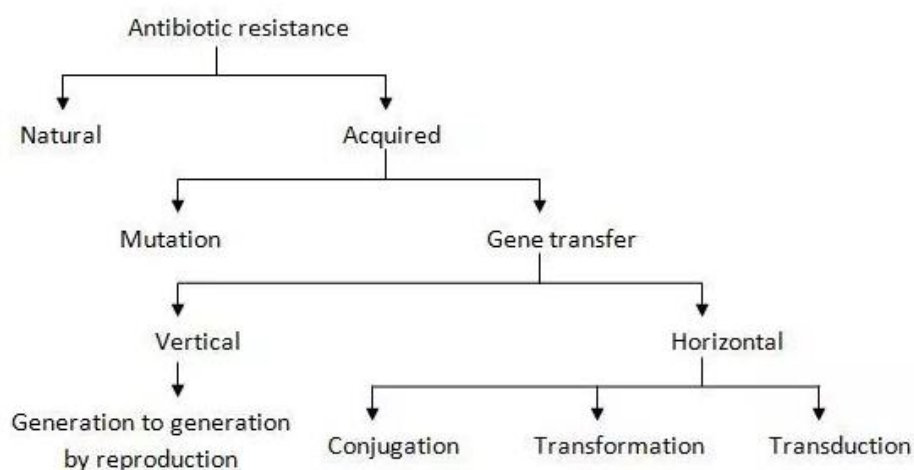 Antibiotic resistance
Natural
Acquired
Mutation
Gene transfer
Vertical
Horizontal
Generation to generation
by reproduction
Conjugation
Transformation
Transduction